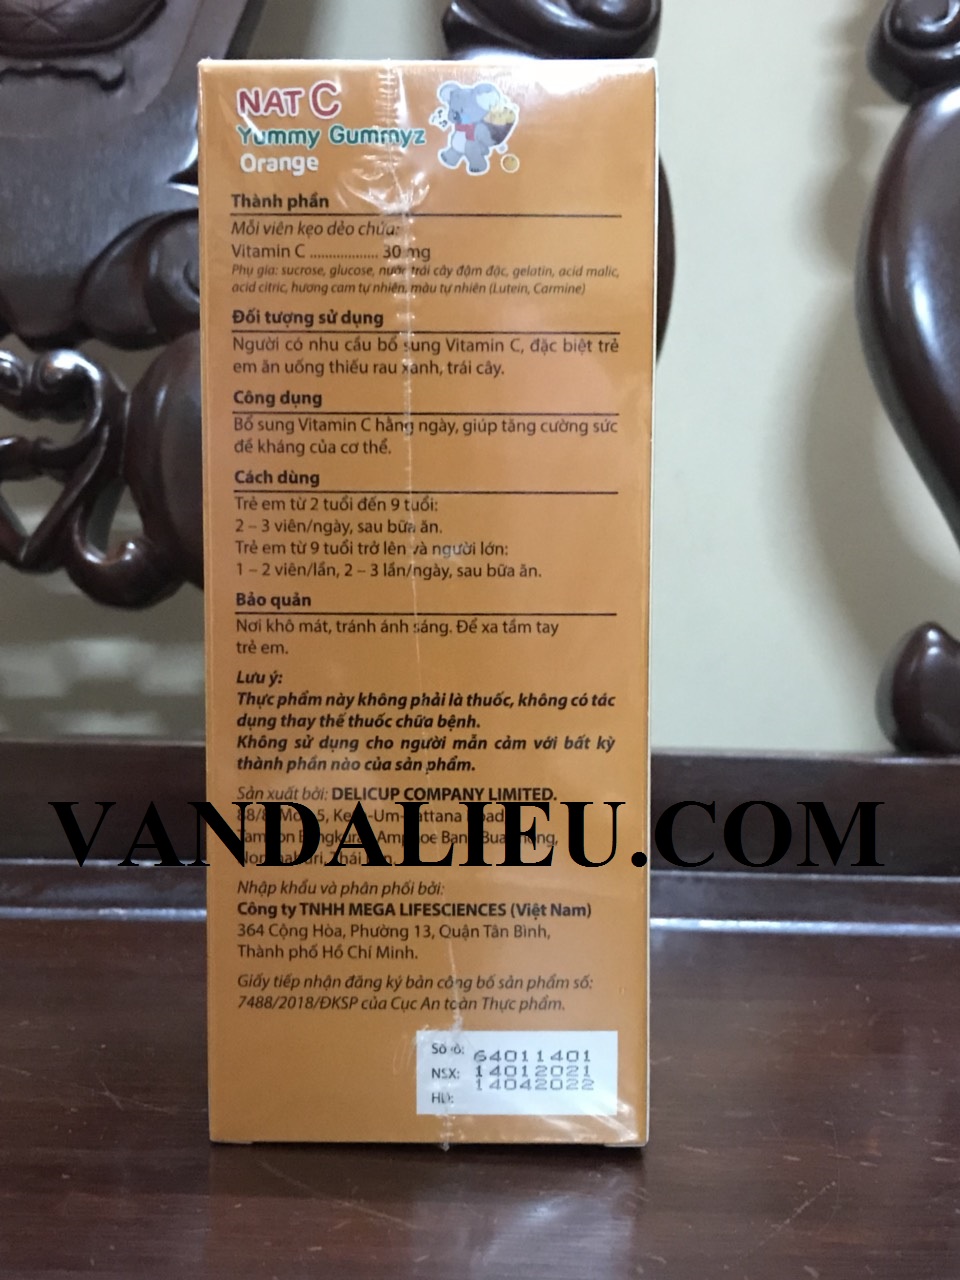 NAT C
Yummy Gummyz
Orange
Thành phần
Mỗi viên kẹo dẻo chứa:
Vitamin C .................. 30 mg
Phụ gia: sucrose, glucose, nước trái cây đậm đặc, gelatin, acid malic,
acid citric, hương cam tự nhiên, màu tự nhiên (Lutein, Carmine)
Đối tượng sử dụng
Người có nhu cầu bổ sung Vitamin C, đặc biệt trẻ
em ăn uống thiếu rau xanh, trái cây.
Công dụng
Bổ sung Vitamin C hằng ngày, giúp tăng cường sức
đề kháng của cơ thể.
Cách dùng
Trẻ em từ 2 tuổi đến 9 tuổi:
2 – 3 viên/ngày, sau bữa ăn.
Trẻ em từ 9 tuổi trở lên và người lớn:
1 – 2 viên/lần, 2 – 3 lần/ngày, sau bữa ăn.
Bảo quản
Nơi khô mát, tránh ánh sáng. Để xa tầm tay
trẻ em.
Lưu ý:
Thực phẩm này không phải là thuốc, không có tác
dụng thay thế thuốc chữa bệnh.
Không sử dụng cho người mẫn cảm với bất kỳ
thành phần nào của sản phẩm.
Sản xuất bởi: DELICUP COMPANY LIMITED.
VANDALIEU.COM
Nhập khẩu và phân phối bởi:
Công ty TNHH MEGA LIFESCIENCES (Việt Nam)
364 Cộng Hòa, Phường 13, Quận Tân Bình,
Thành phố Hồ Chí Minh.
Giấy tiếp nhận đăng ký bản công bố sản phẩm số:
7488/2018/ĐKSP của Cục An toàn Thực phẩm.
Số lô: 64011401
NSX: 14012021
14042022
HD: